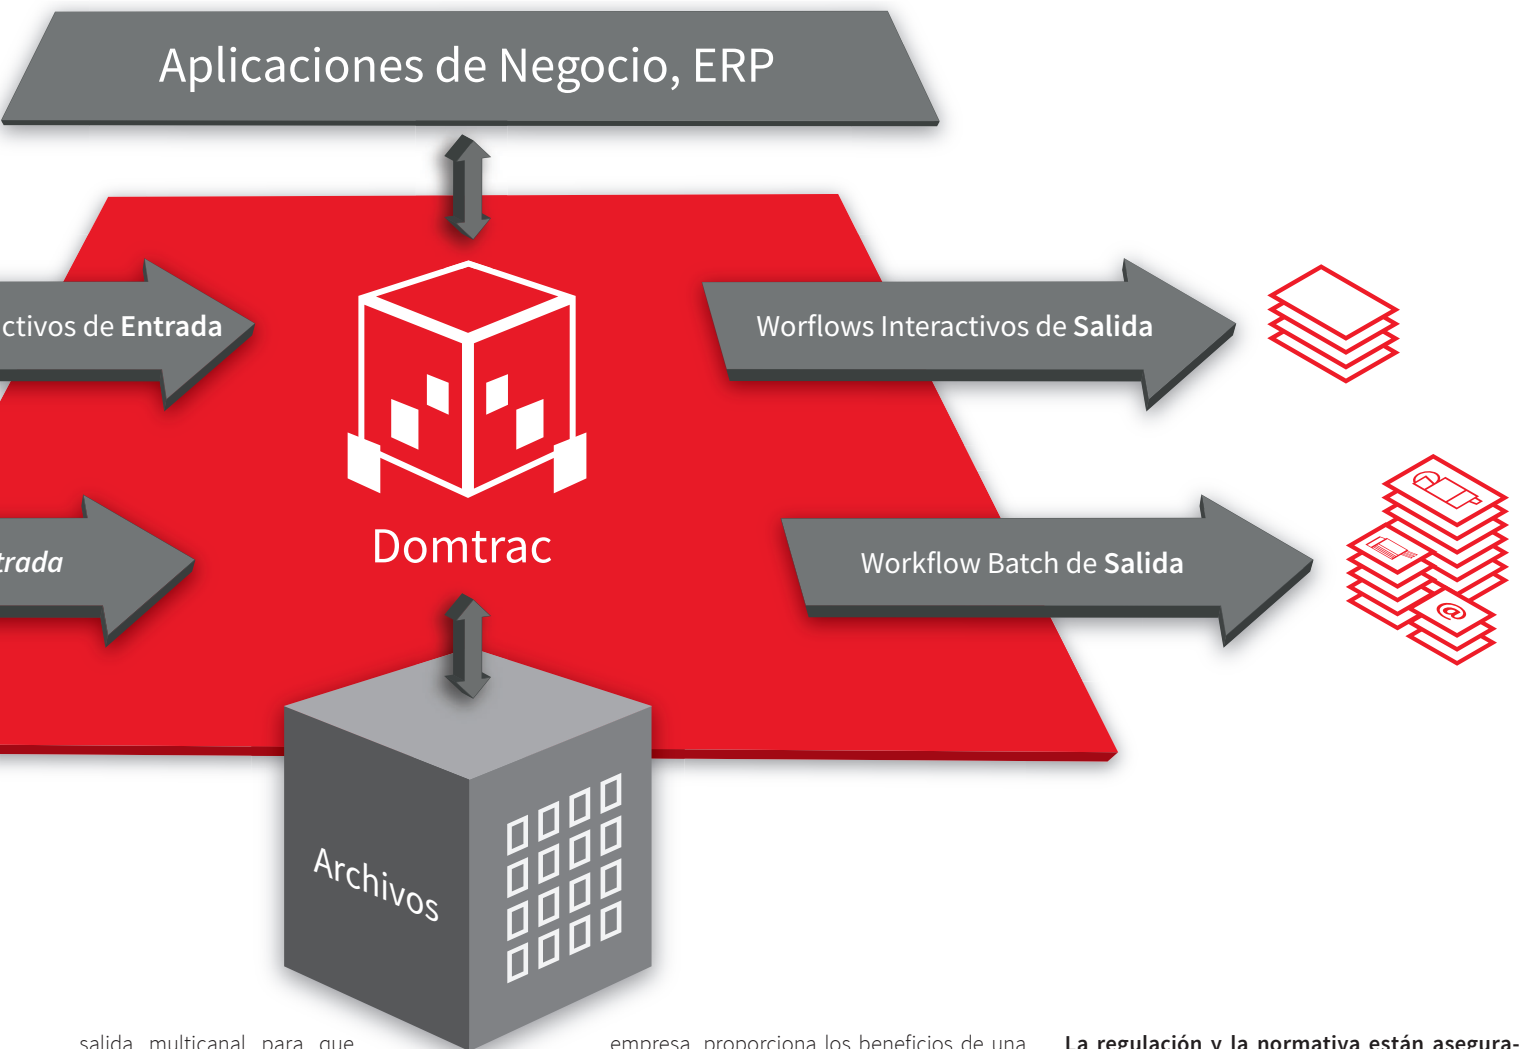 Aplicaciones de Negocio, ERP
ctivos de Entrada
Worflows Interactivos de Salida
Domtrac
trada
Workflow Batch de Salida
@
Archivos
salida multicanal para que
empresa proporciona los beneficios de una
La regulación y la normativa están asegura-